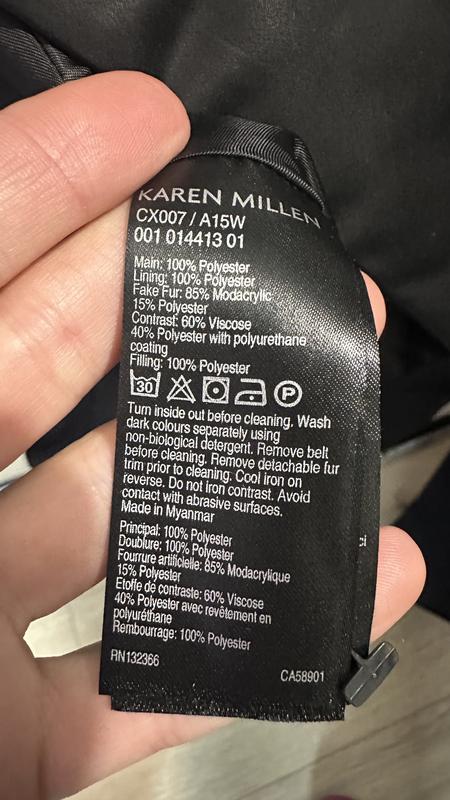 KAREN MILLEN
CX007 / A15W
001 014413 01
Main: 100% Polyester
Lining: 100% Polyester
Fake Fur: 85% Modacrylic
15% Polyester
Contrast: 60% Viscose
40% Polyester with polyurethane
coating
Filling: 100% Polyester
30 P
Turn inside out before cleaning. Wash
dark colours separately using
non-biological detergent. Remove belt
before cleaning. Remove detachable fur
trim prior to cleaning. Cool iron on
reverse. Do not iron contrast. Avoid
contact with abrasive surfaces.
Made in Myanmar
Principal: 100% Polyester
Doublure: 100% Polyester
Fourrure artificielle: 85% Modacrylique
15% Polyester
Etoffe de contraste: 60% Viscose
40% Polyester avec revêtement en
polyuréthane
Rembourrage: 100% Polyester
RN132366
CA58901